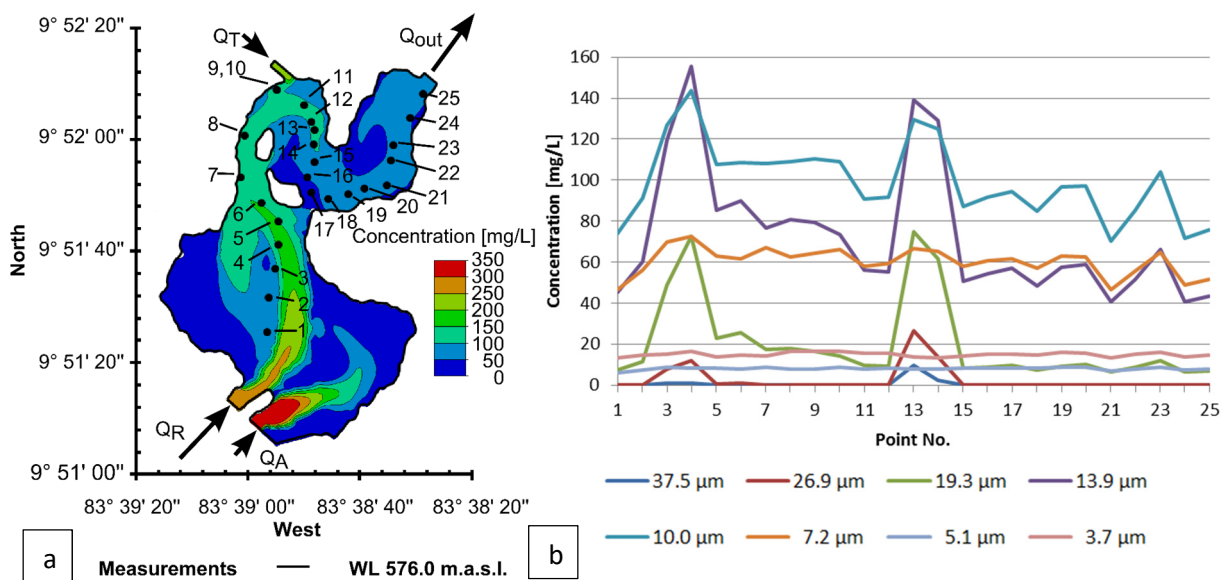 9° 52' 20"
9° 52' 00"
9° 51' 40"
9° 51' 20"
9° 51' 00"
North
83° 39' 20"
83° 39' 00"
83° 38' 40"
83° 38' 20"
West
QT
Qout
QR
QA
9,10
11
12
8
13
14
7
15
16
6
5
4
3
2
1
17
18
19
20
21
22
23
24
25
Concentration [mg/L]
350
300
250
200
150
100
50
0
a
Measurements
WL 576.0 m.a.s.l.
b
Concentration [mg/L]
160
140
120
100
80
60
40
20
0
1 3 5 7 9 11 13 15 17 19 21 23 25
Point No.
37.5 µm 26.9 µm 19.3 µm 13.9 µm
10.0 µm 7.2 µm 5.1 µm 3.7 µm